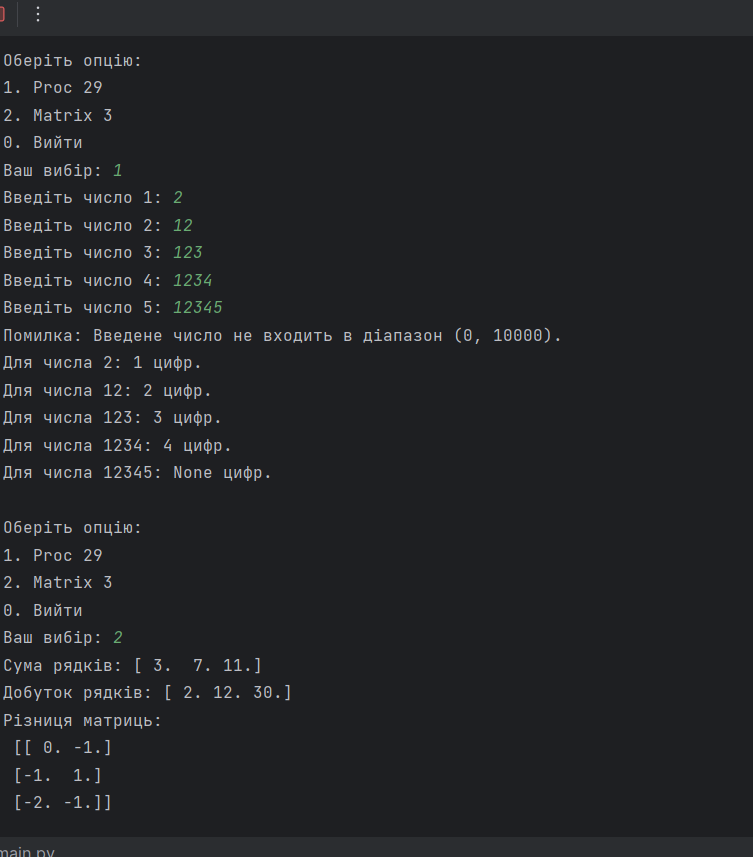 Оберіть опцію:
1. Proc 29
2. Matrix 3
0. Вийти
Ваш вибір: 1
Введіть число 1: 2
Введіть число 2: 12
Введіть число 3: 123
Введіть число 4: 1234
Введіть число 5: 12345
Помилка: Введене число не входить в діапазон (0, 10000).
Для числа 2: 1 цифр.
Для числа 12: 2 цифр.
Для числа 123: 3 цифр.
Для числа 1234: 4 цифр.
Для числа 12345: None цифр.
Оберіть опцію:
1. Proc 29
2. Matrix 3
0. Вийти
Ваш вибір: 2
Сума рядків: [ 3.  7. 11.]
Добуток рядків: [ 2. 12. 30.]
Різниця матриць:
[[ 0. -1.]
[-1.  1.]
[-2. -1.]]
main.py